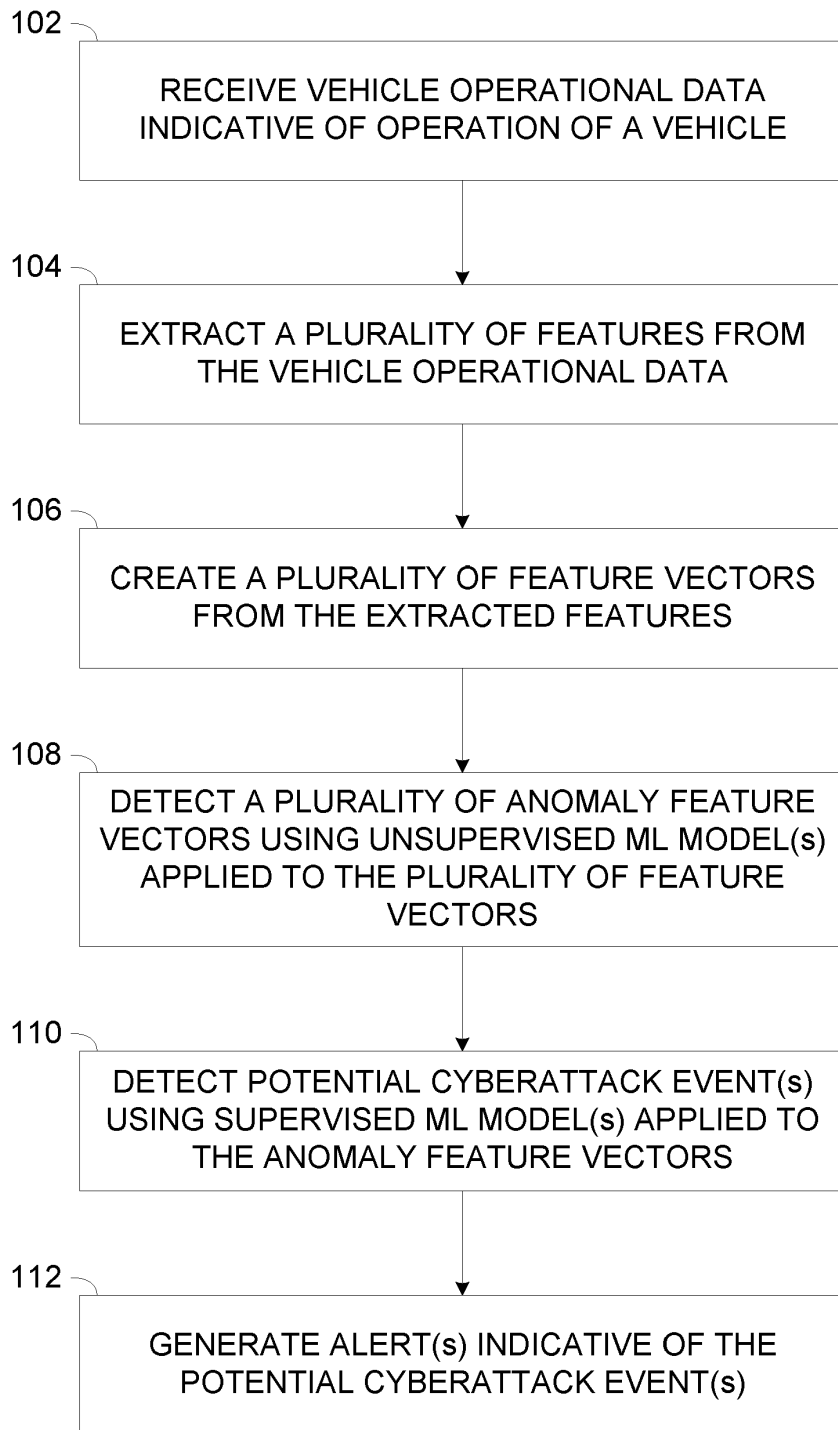 102
RECEIVE VEHICLE OPERATIONAL DATA
INDICATIVE OF OPERATION OF A VEHICLE
104
EXTRACT A PLURALITY OF FEATURES FROM
THE VEHICLE OPERATIONAL DATA
106
CREATE A PLURALITY OF FEATURE VECTORS
FROM THE EXTRACTED FEATURES
108
DETECT A PLURALITY OF ANOMALY FEATURE
VECTORS USING UNSUPERVISED ML MODEL(s)
APPLIED TO THE PLURALITY OF FEATURE
VECTORS
110
DETECT POTENTIAL CYBERATTACK EVENT(s)
USING SUPERVISED ML MODEL(s) APPLIED TO
THE ANOMALY FEATURE VECTORS
112
GENERATE ALERT(s) INDICATIVE OF THE
POTENTIAL CYBERATTACK EVENT(s)